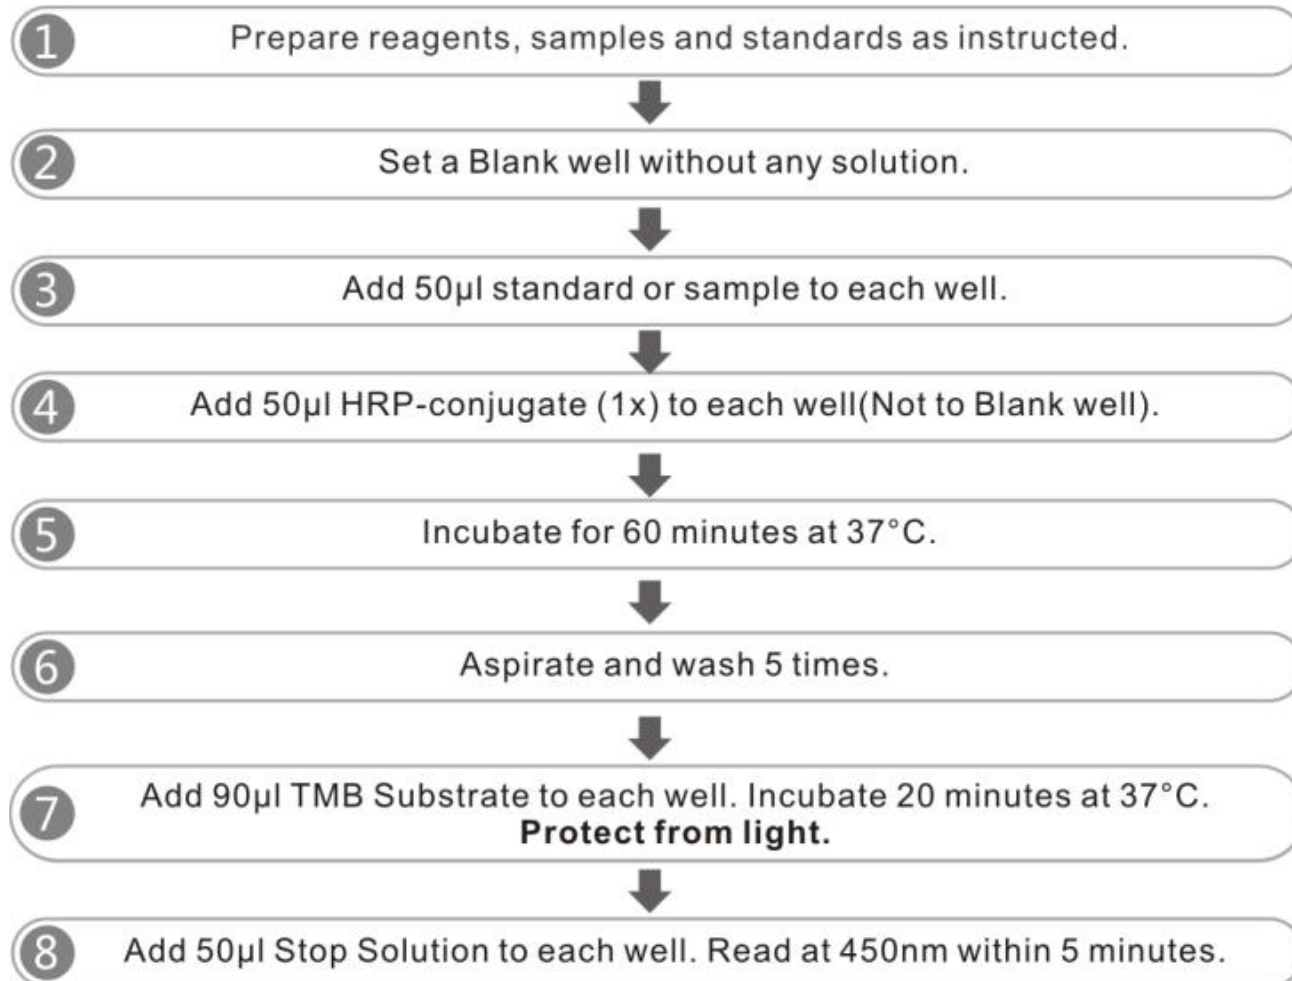 1 Prepare reagents, samples and standards as instructed.
2 Set a Blank well without any solution.
3 Add 50µl standard or sample to each well.
4 Add 50µl HRP-conjugate (1x) to each well(Not to Blank well).
5 Incubate for 60 minutes at 37°C.
6 Aspirate and wash 5 times.
7 Add 90µl TMB Substrate to each well. Incubate 20 minutes at 37°C.
Protect from light.
8 Add 50µl Stop Solution to each well. Read at 450nm within 5 minutes.